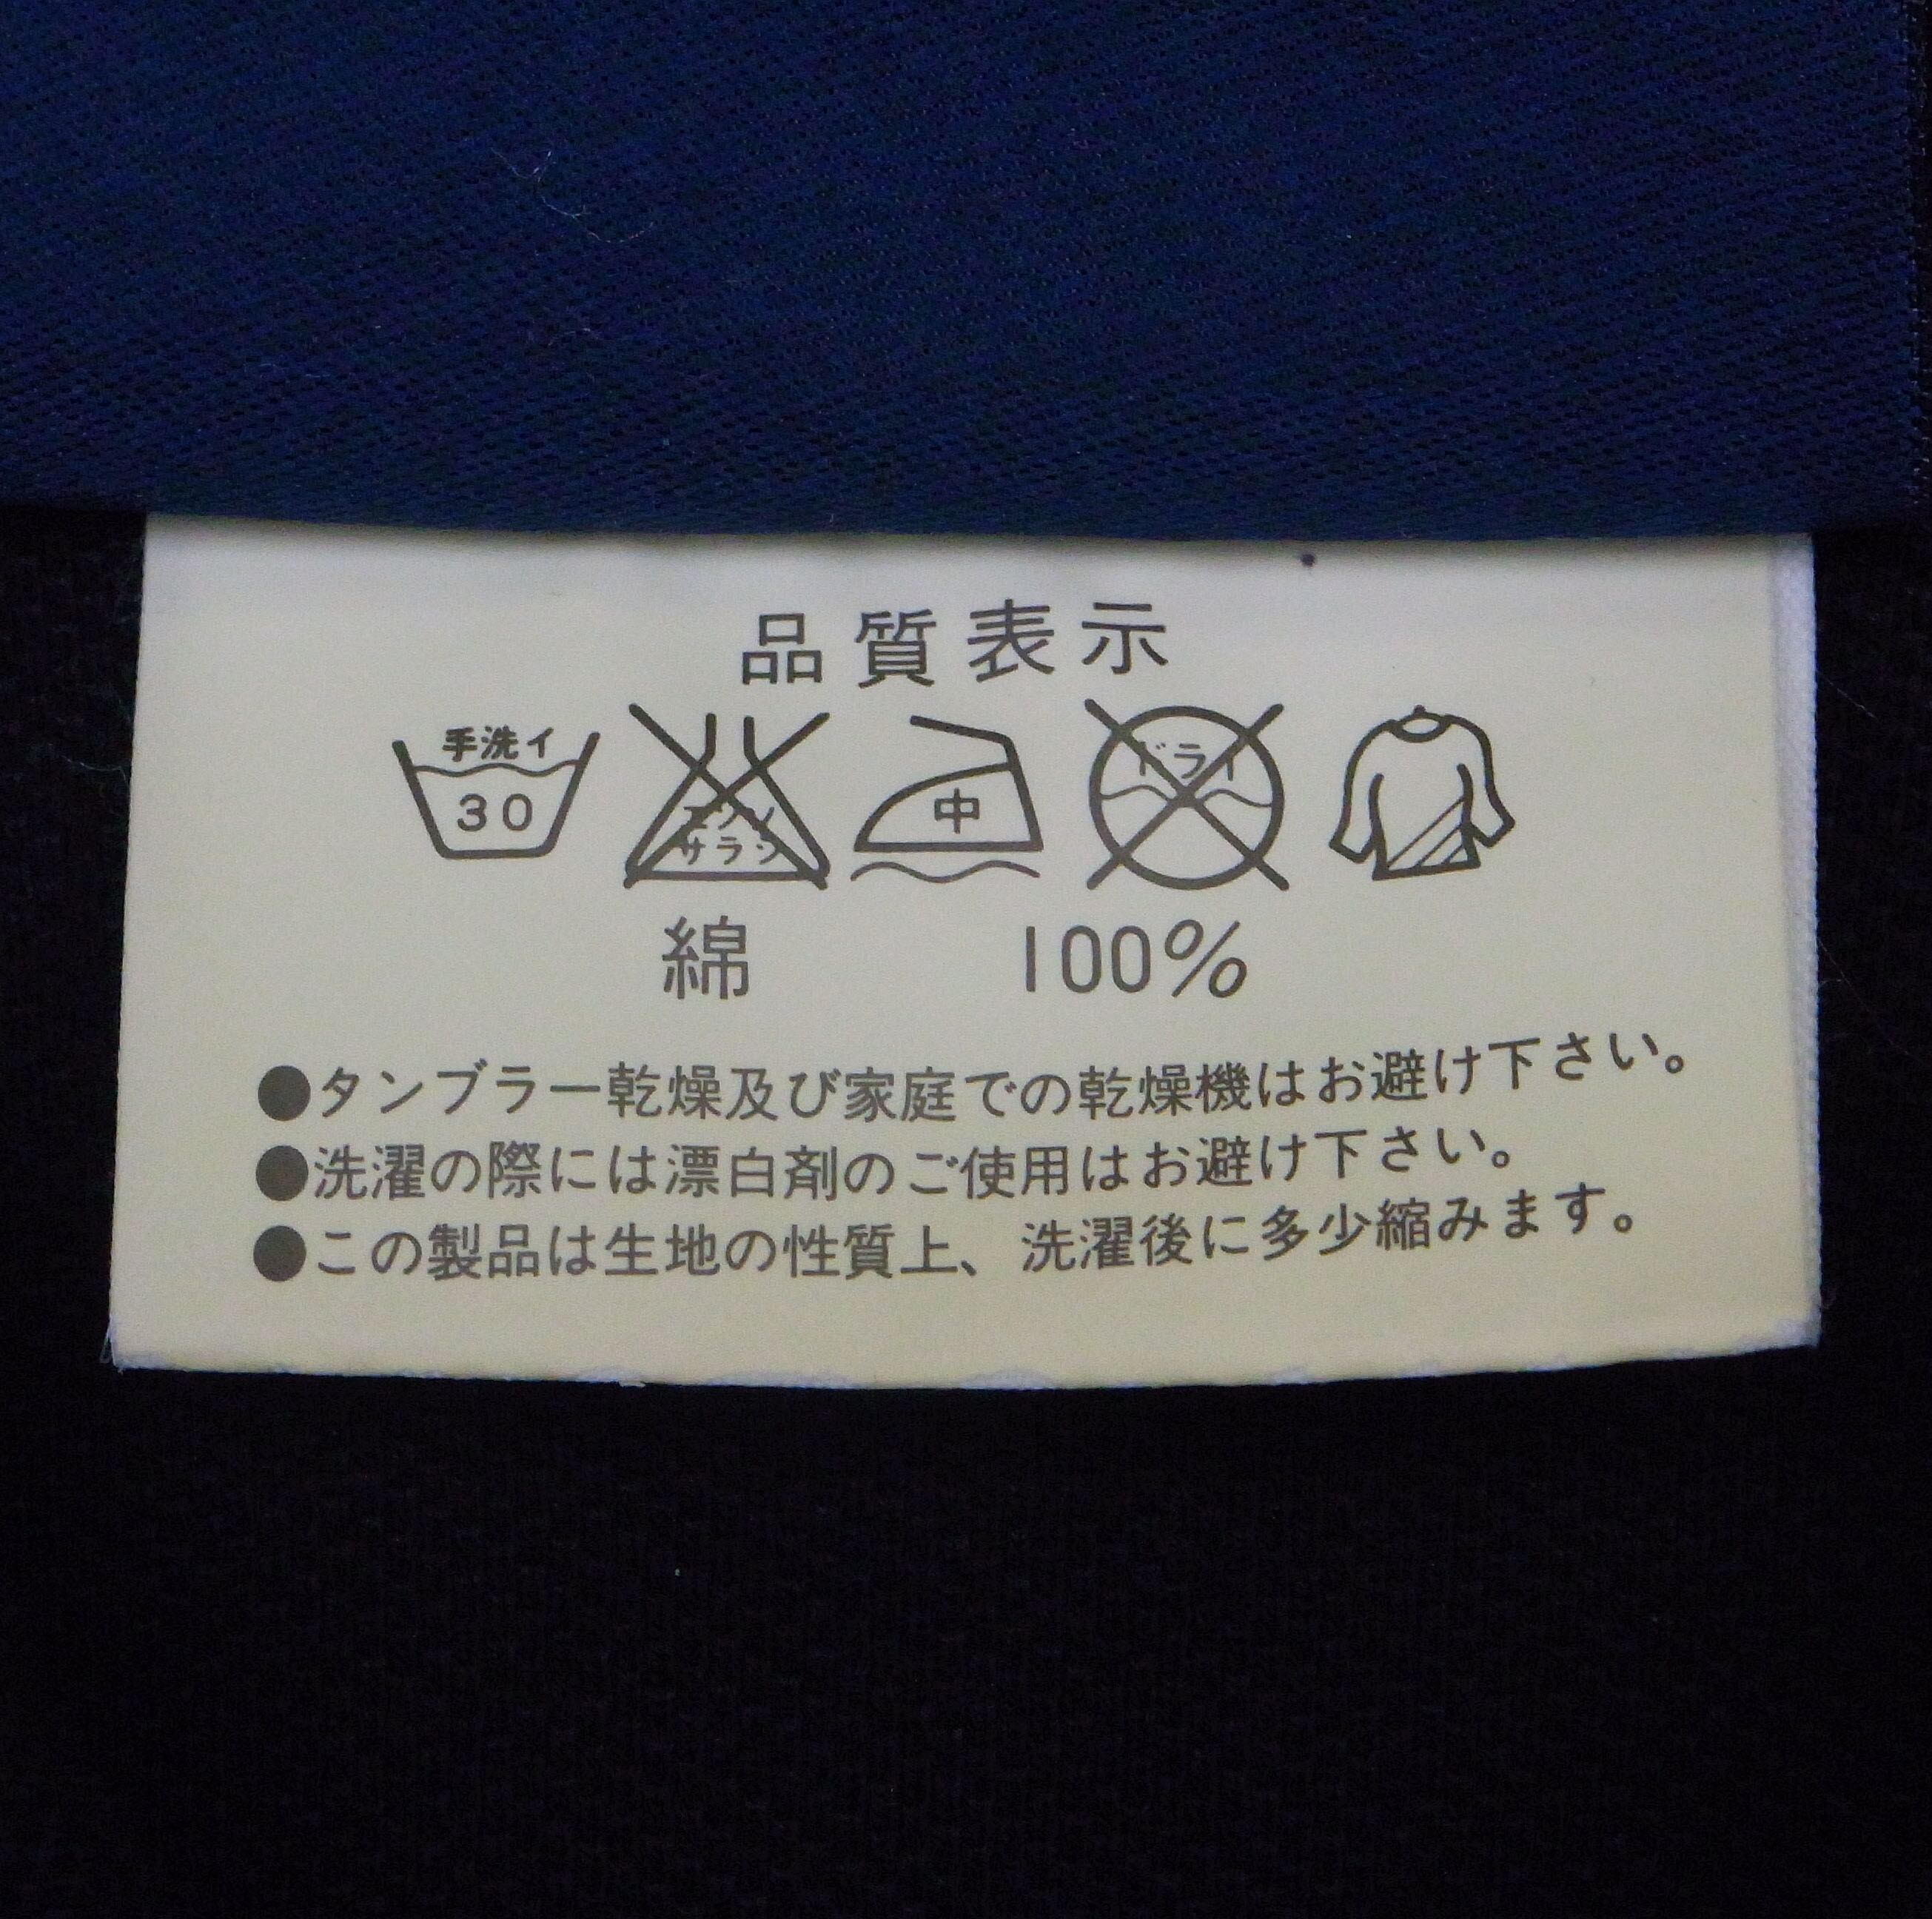 品質表示
手洗イ
30
エンソ
サラシ
中
ドライ
綿 100%
●タンブラー乾燥及び家庭での乾燥機はお避け下さい。
●洗濯の際には漂白剤のご使用はお避け下さい。
●この製品は生地の性質上、洗濯後に多少縮みます。